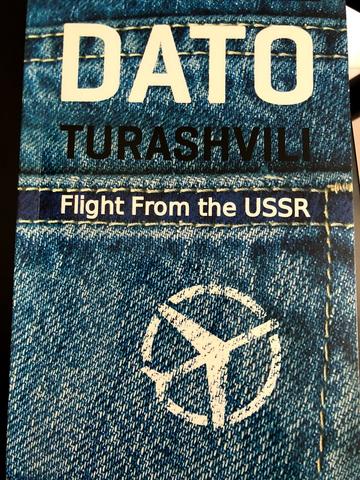 DATO
TURASHVILI
Flight From the USSR